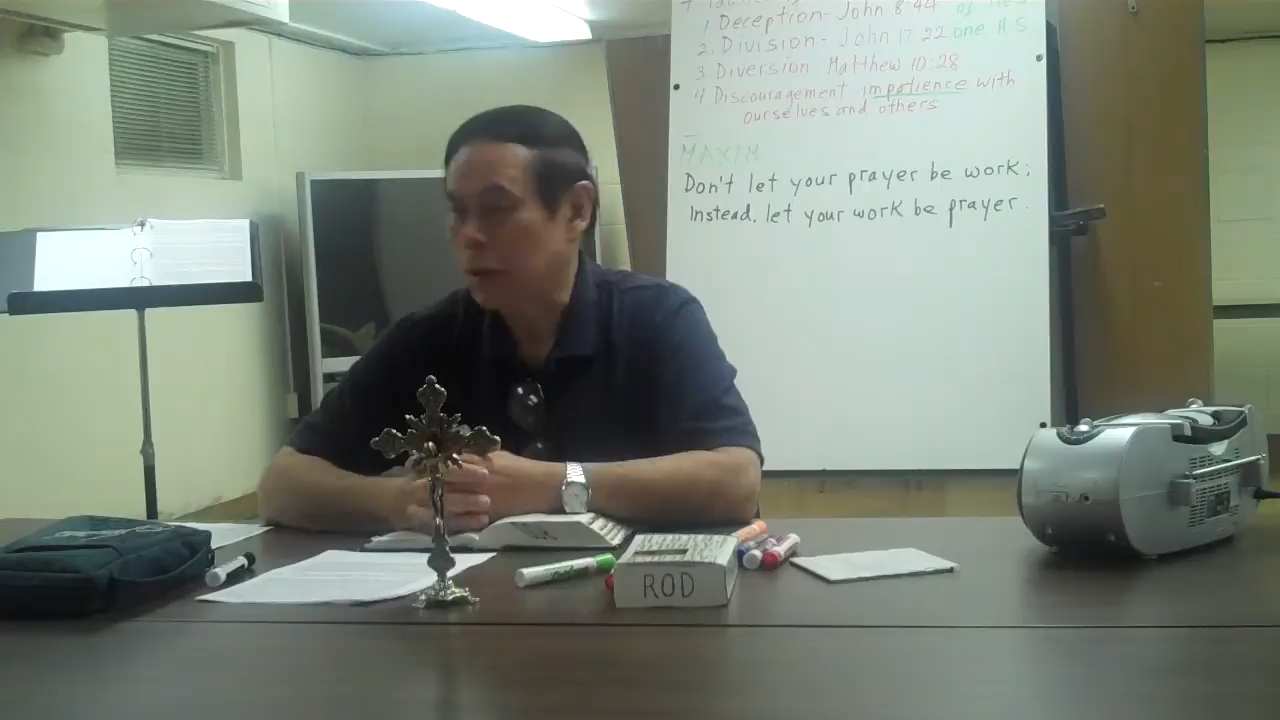 1 Deception - John 8 44 of
2. Division - John 17 22 one H S
3 Diversion - Matthew 10:28
4 Discouragement impatience with
ourselves and others
MAXIM
Don't let your prayer be work;
Instead, let your work be prayer.
ROD